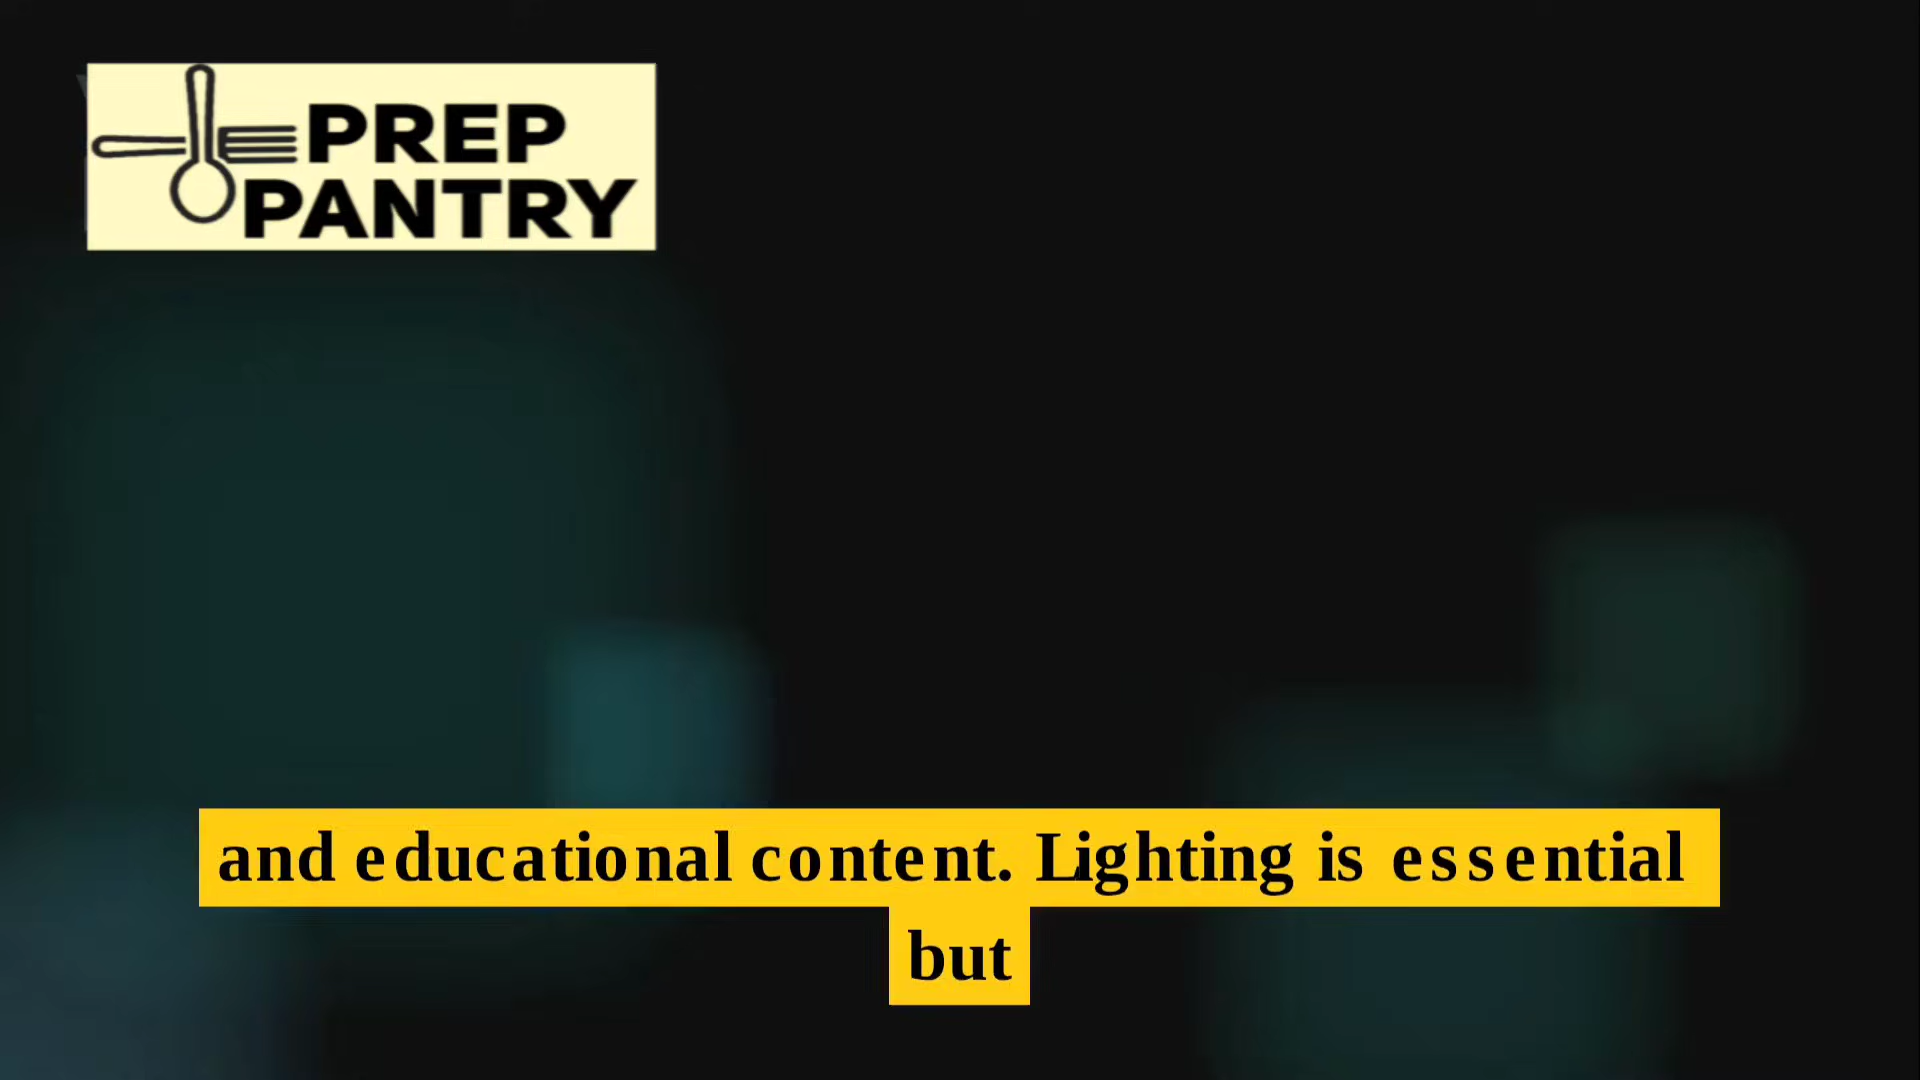 PREP
PANTRY
and educational content. Lighting is essential
but